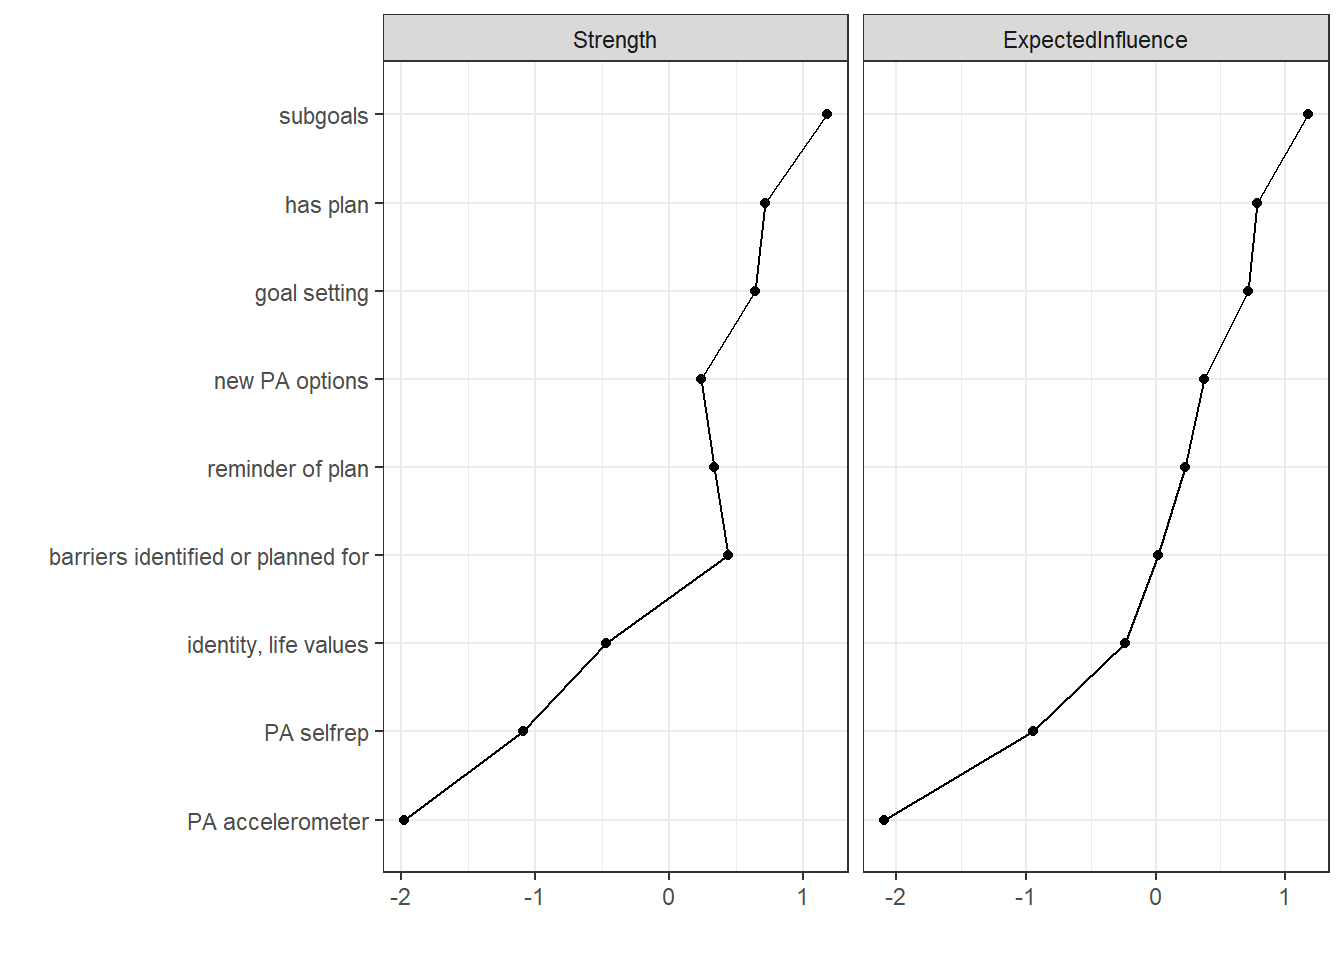 Strength
ExpectedInfluence
subgoals
has plan
goal setting
new PA options
reminder of plan
barriers identified or planned for
identity, life values
PA selfrep
PA accelerometer
-2 -1 0 1
-2 -1 0 1